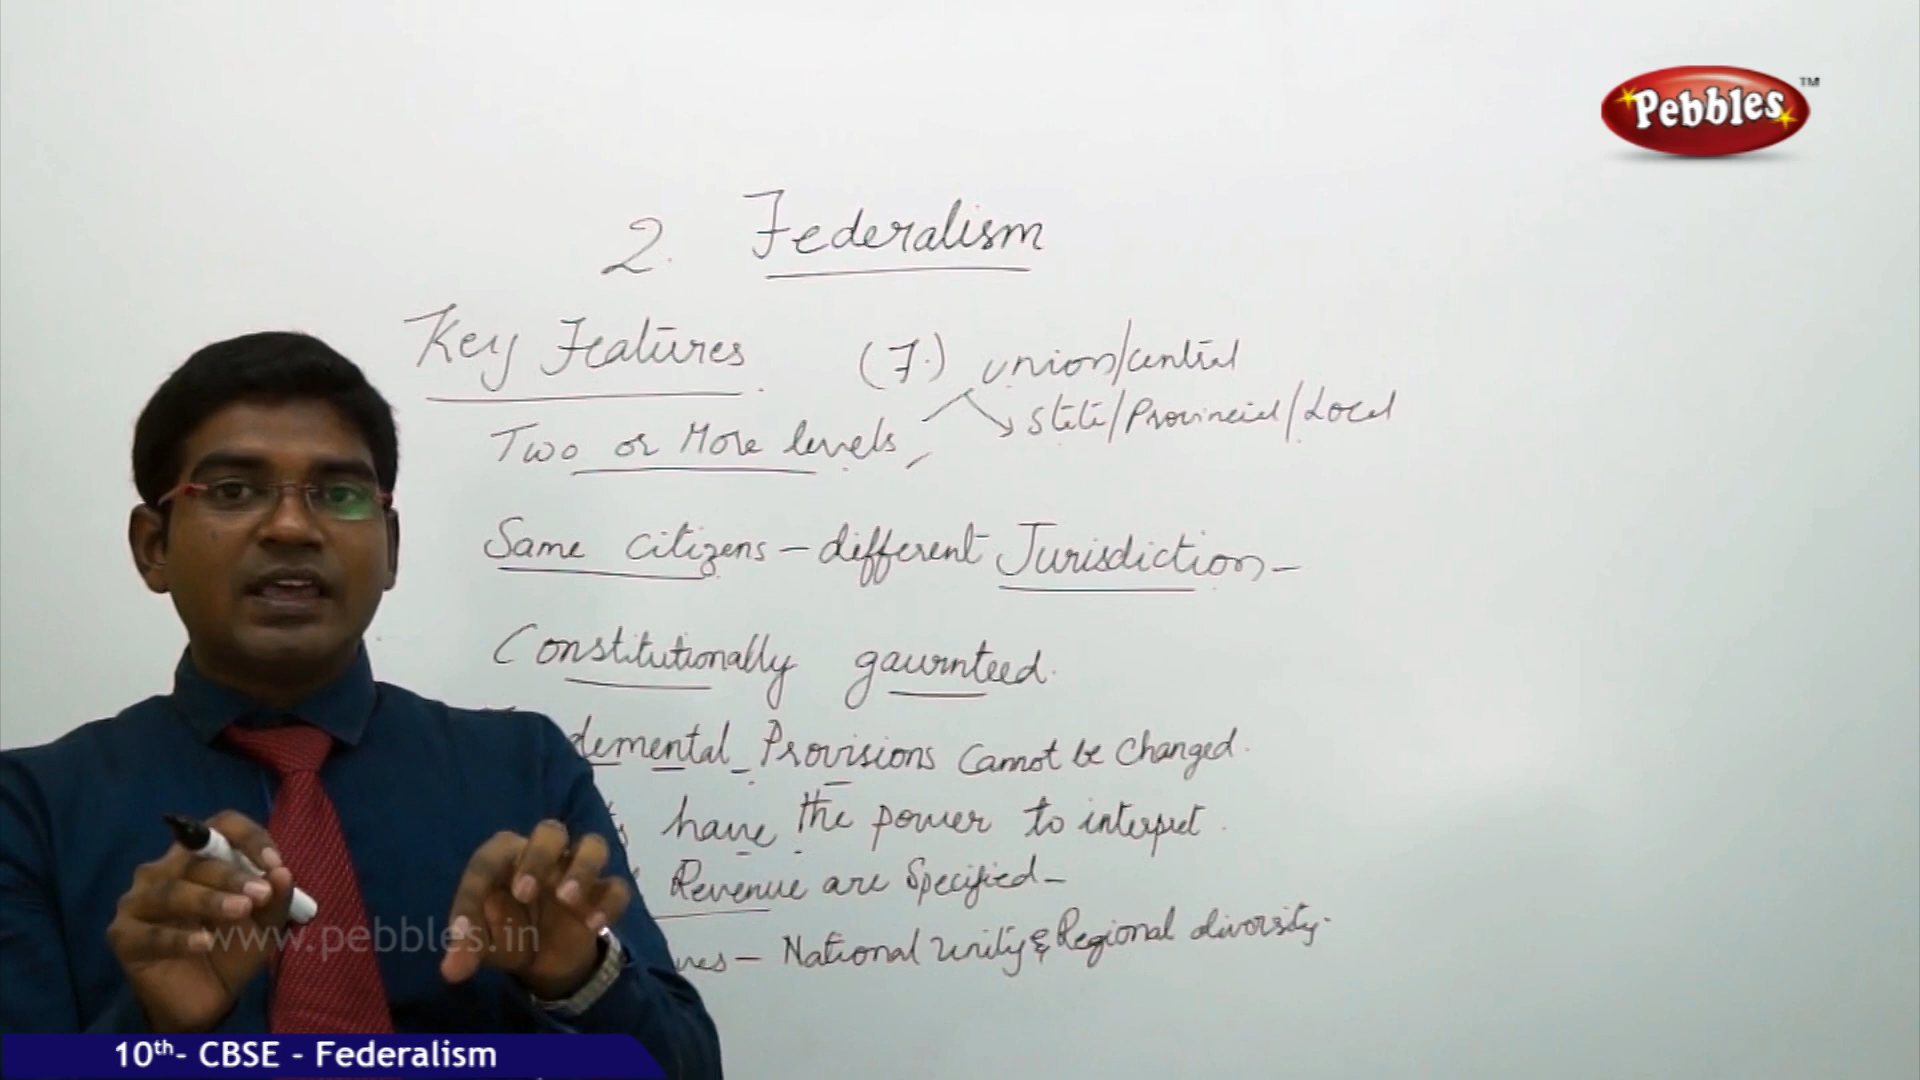 Pebbles™
2. Federalism
Key Features (7.) union/central
Two or More levels State/Provincial/Local
Same citizens - different Jurisdiction -
Constitutionally gaurnteed.
demental Provisions Cannot be Changed.
have the power to interpret.
Revenue are Specified -
- National Unity & Regional diversity.
www.pebbles.in
10th- CBSE - Federalism